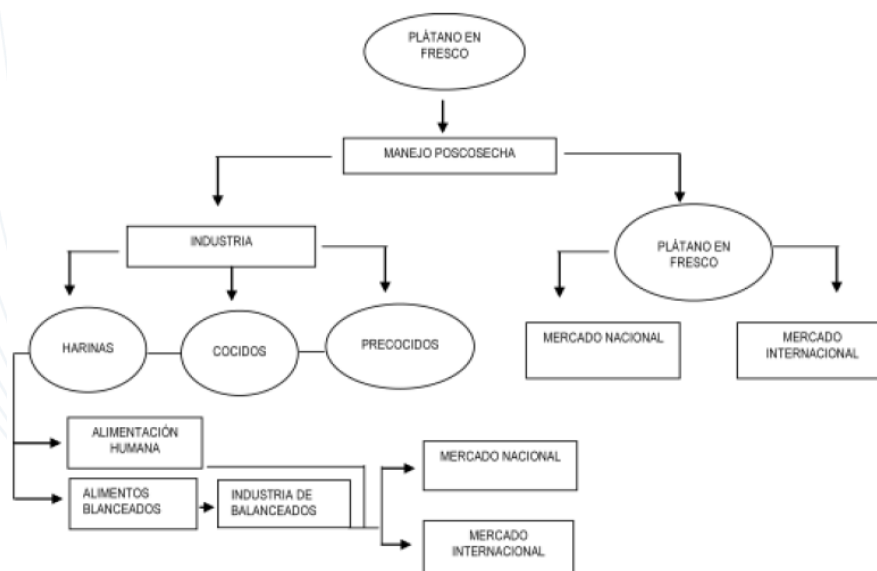 PLÁTANO EN
FRESCO
MANEJO POSCOSECHA
INDUSTRIA
PLÁTANO EN
FRESCO
HARINAS
COCIDOS
PRECOCIDOS
MERCADO NACIONAL
MERCADO
INTERNACIONAL
ALIMENTACIÓN
HUMANA
MERCADO NACIONAL
ALIMENTOS
BLANCEADOS
INDUSTRIA DE
BALANCEADOS
MERCADO
INTERNACIONAL